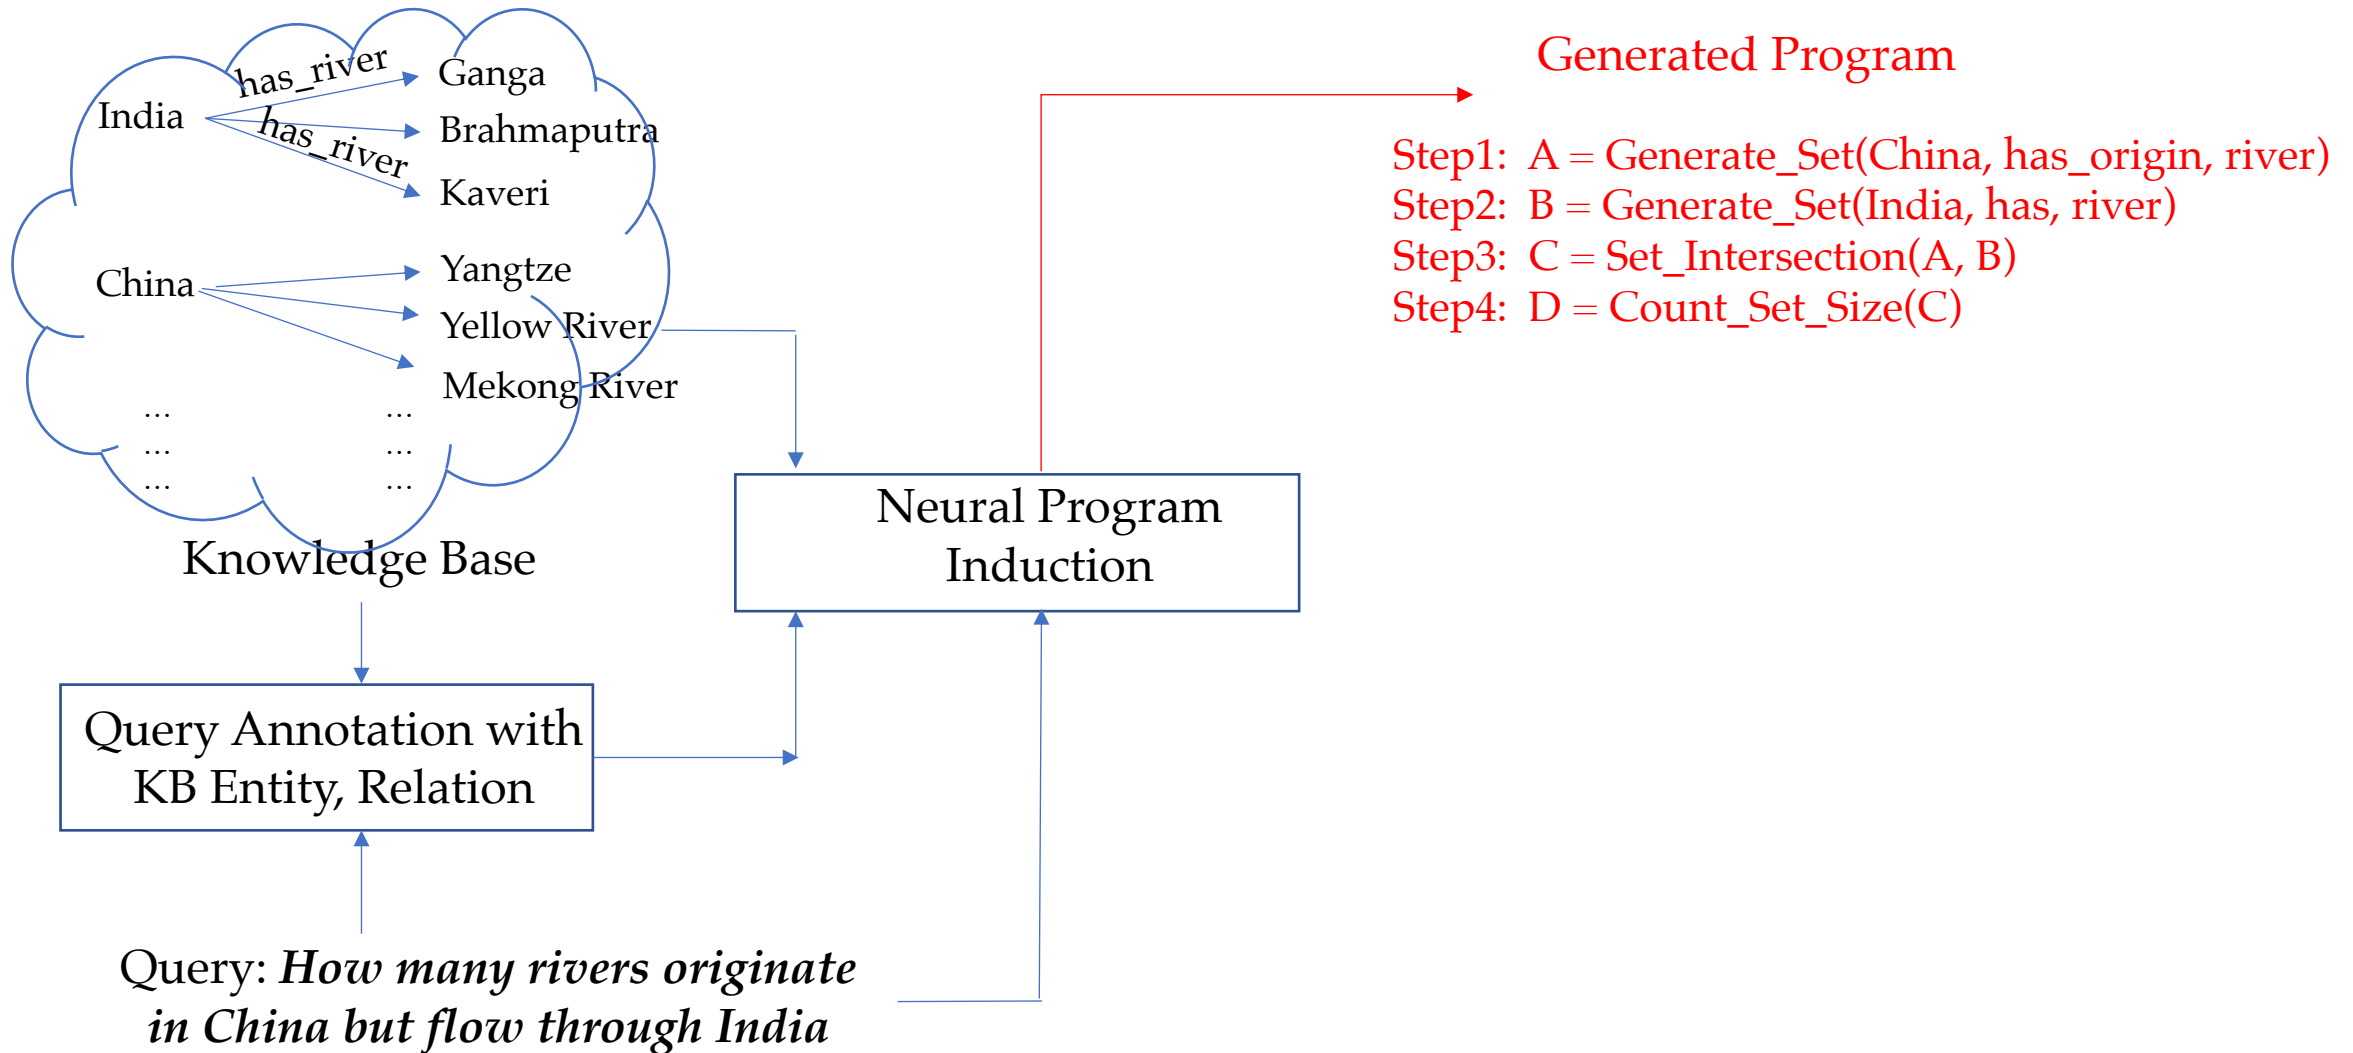 has_river
Ganga
India
has_river
Brahmaputra
Kaveri
China
Yangtze
Yellow River
Mekong River
... ...
... ...
... ...
Knowledge Base
Query Annotation with
KB Entity, Relation
Query: How many rivers originate
in China but flow through India
Neural Program
Induction
Generated Program
Step1: A = Generate_Set(China, has_origin, river)
Step2: B = Generate_Set(India, has, river)
Step3: C = Set_Intersection(A, B)
Step4: D = Count_Set_Size(C)